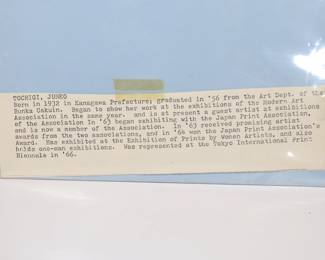 TOCHIGI, JUNKO
Born in 1932 in Kanagawa Prefecture; graduated in '56 from the Art Dept. of the
Bunka Gakuin. Began to show her work at the exhibitions of the Modern Art
Association in the same year. and is at present a guest artist at exhibitions
of the Association In '63 began exhibiting with the Japan Print Association,
and is now a member of the Association. In '63 received promising artist
awards from the two associations, and in '64 won the Japan Print Association's
Award. Has exhibited at the Exhibition of Prints by Women Artists, and also
holds one-man exhibitions. Was represented at the Tokyo International Print
Biennale in '66.